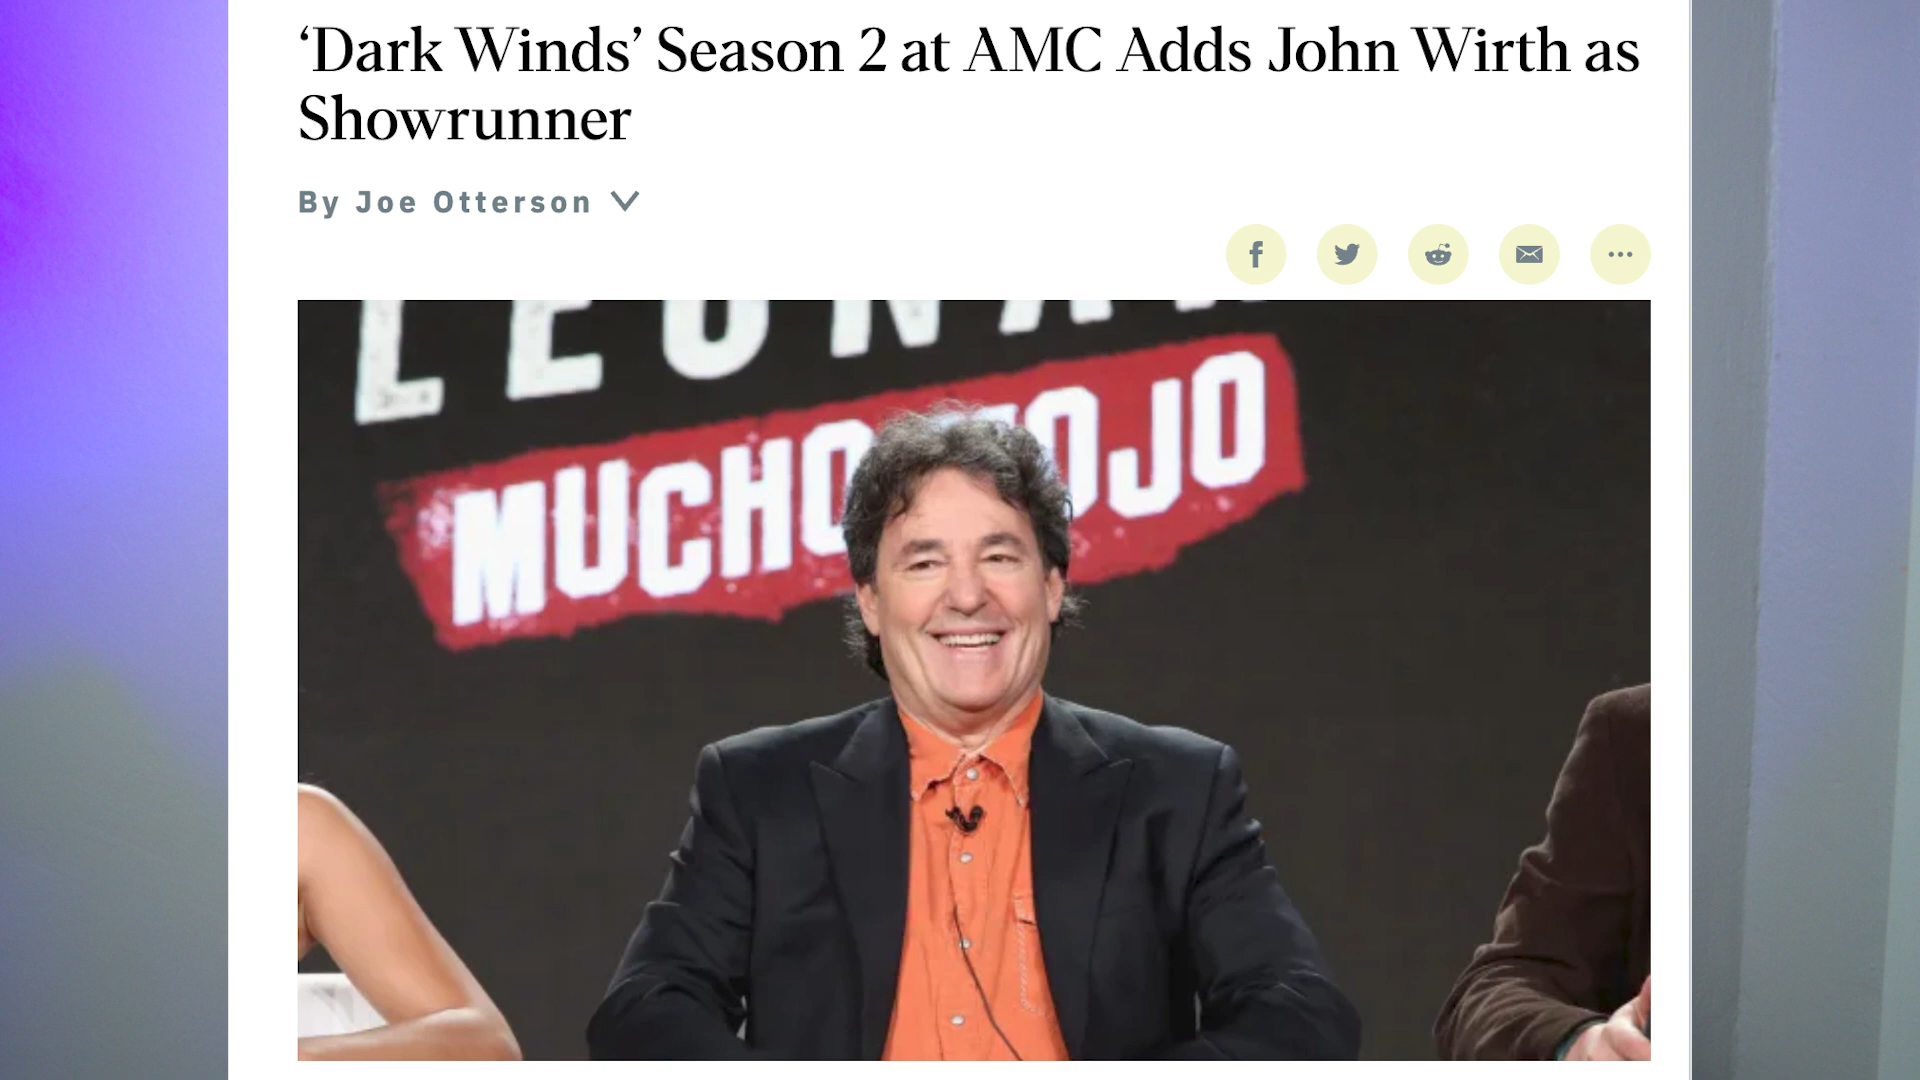 ‘Dark Winds’ Season 2 at AMC Adds John Wirth as
Showrunner
By Joe Otterson
MUCHO OJO